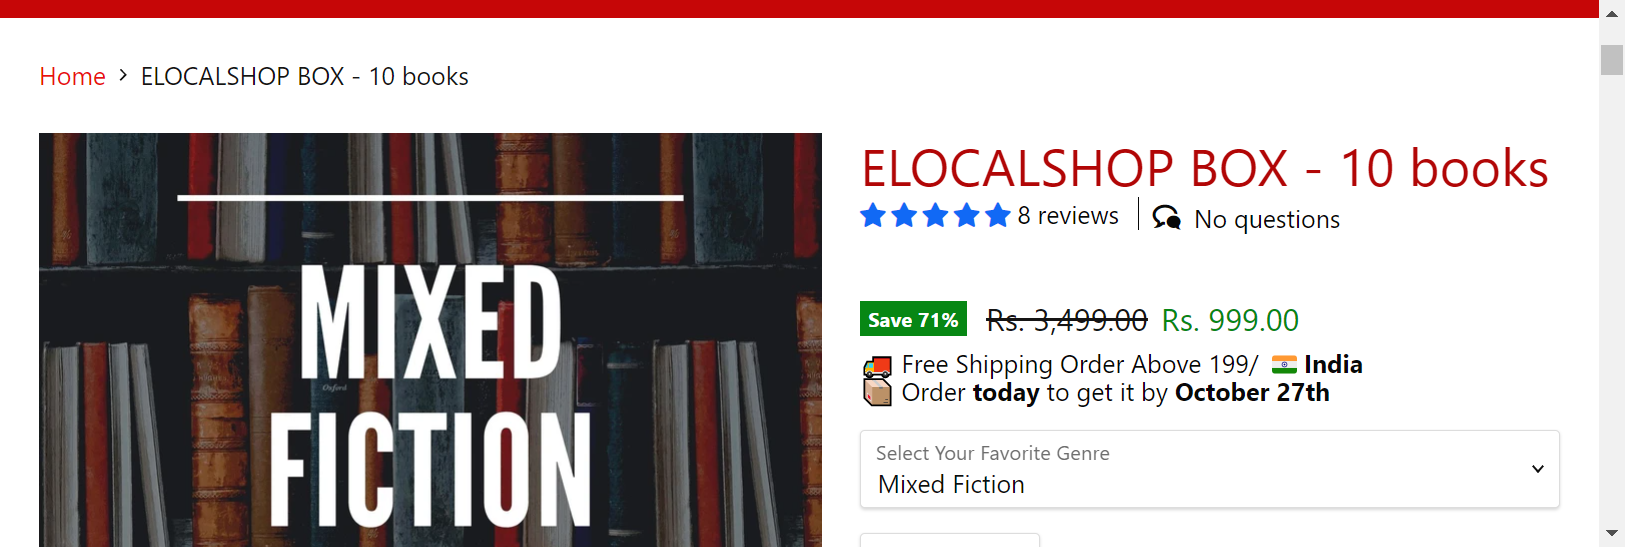 Home > ELOCALSHOP BOX - 10 books
MIXED
FICTION
Oxford
ELOCALSHOP BOX - 10 books
8 reviews No questions
Save 71% Rs. 3,499.00 Rs. 999.00
Free Shipping Order Above 199/ India
Order today to get it by October 27th
Select Your Favorite Genre
Mixed Fiction